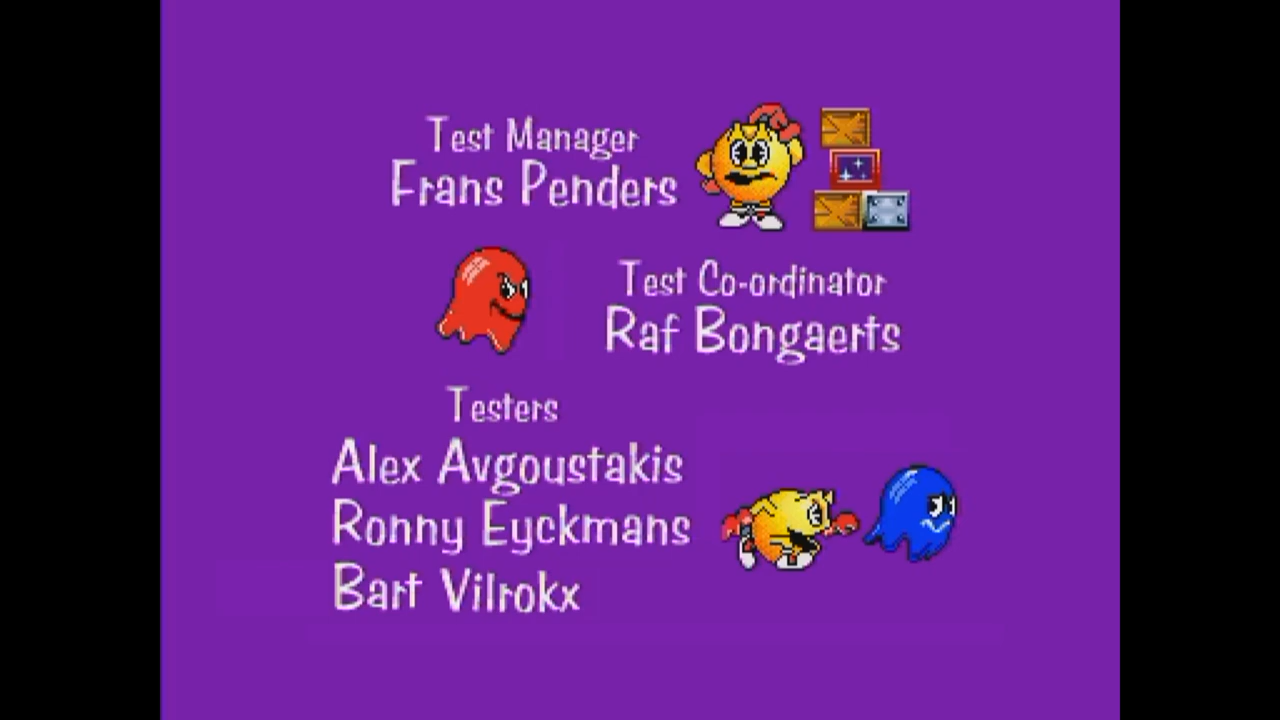 Test Manager
Frans Penders
Test Co-ordinator
Raf Bongaerts
Testers
Alex Avgoustakis
Ronny Eyckmans
Bart Vilrokx